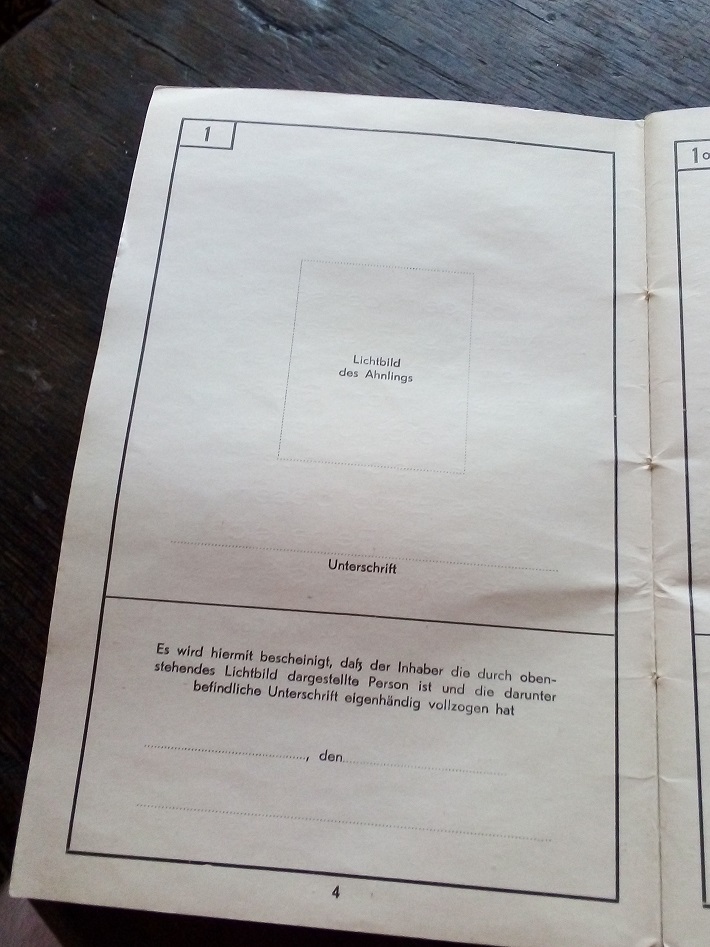 1
Lichtbild
des Ahnlings
Unterschrift
Es wird hiermit bescheinigt, daß der Inhaber die durch oben-
stehendes Lichtbild dargestellte Person ist und die darunter
befindliche Unterschrift eigenhändig vollzogen hat
, den
4
1